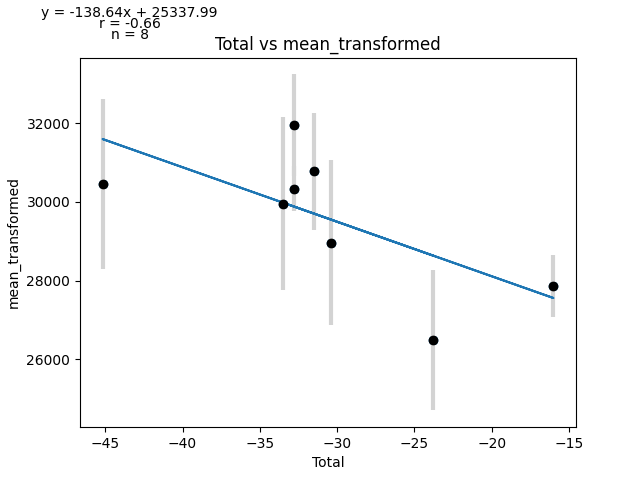 y = -138.64x + 25337.99
r = -0.66
n = 8
Total vs mean_transformed
mean_transformed
32000
30000
28000
26000
−45
−40
−35
−30
−25
−20
−15
Total